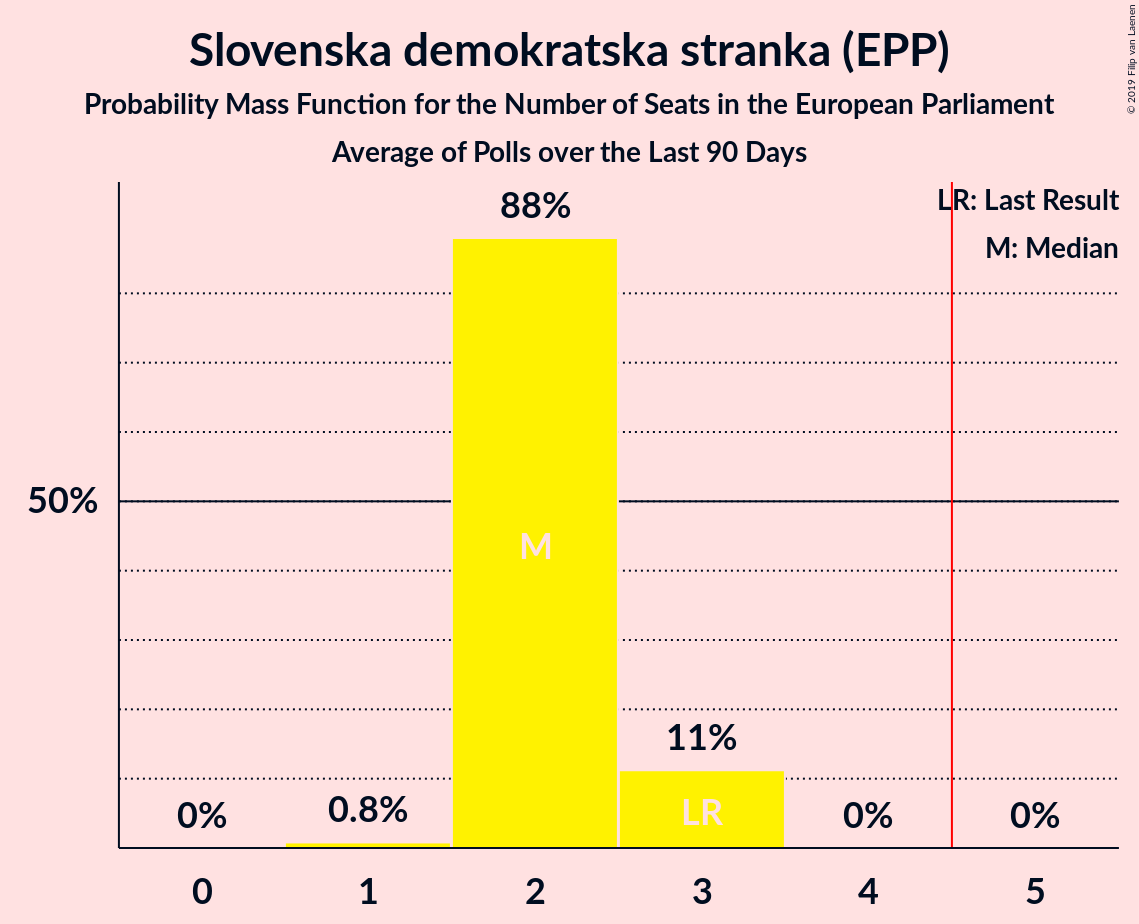 Slovenska demokratska stranka (EPP)
Probability Mass Function for the Number of Seats in the European Parliament
Average of Polls over the Last 90 Days
© 2019 Filip van Laenen
LR: Last Result
M: Median
88%
50%
M
11%
LR
0%
0.8%
0%
0%
0 1 2 3 4 5